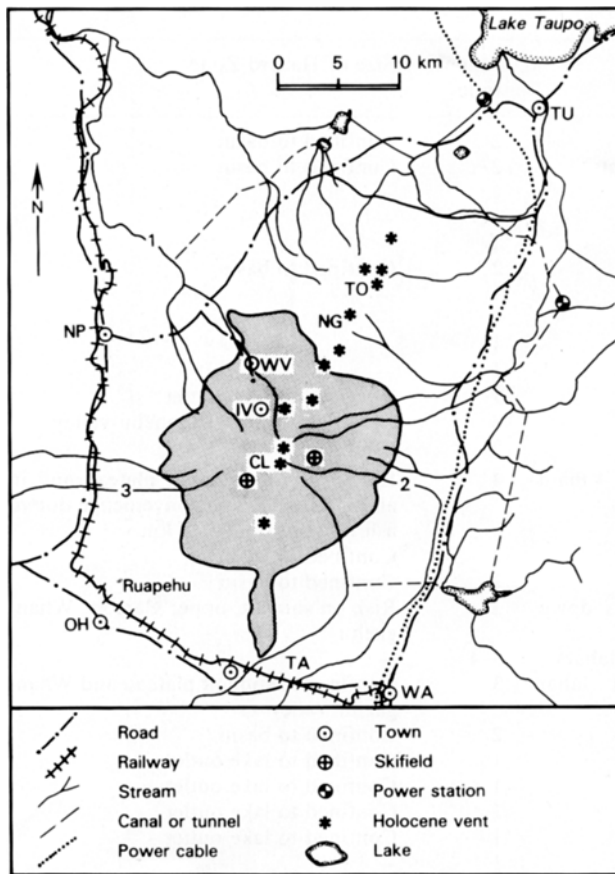 Lake Taupo
0 5 10 km
TU
N
1
TO
NP
NG
WV
IV
CL
2
3
Ruapehu
OH
TA
WA
Road
Railway
Stream
Canal or tunnel
Power cable
Town
Skifield
Power station
Holocene vent
Lake